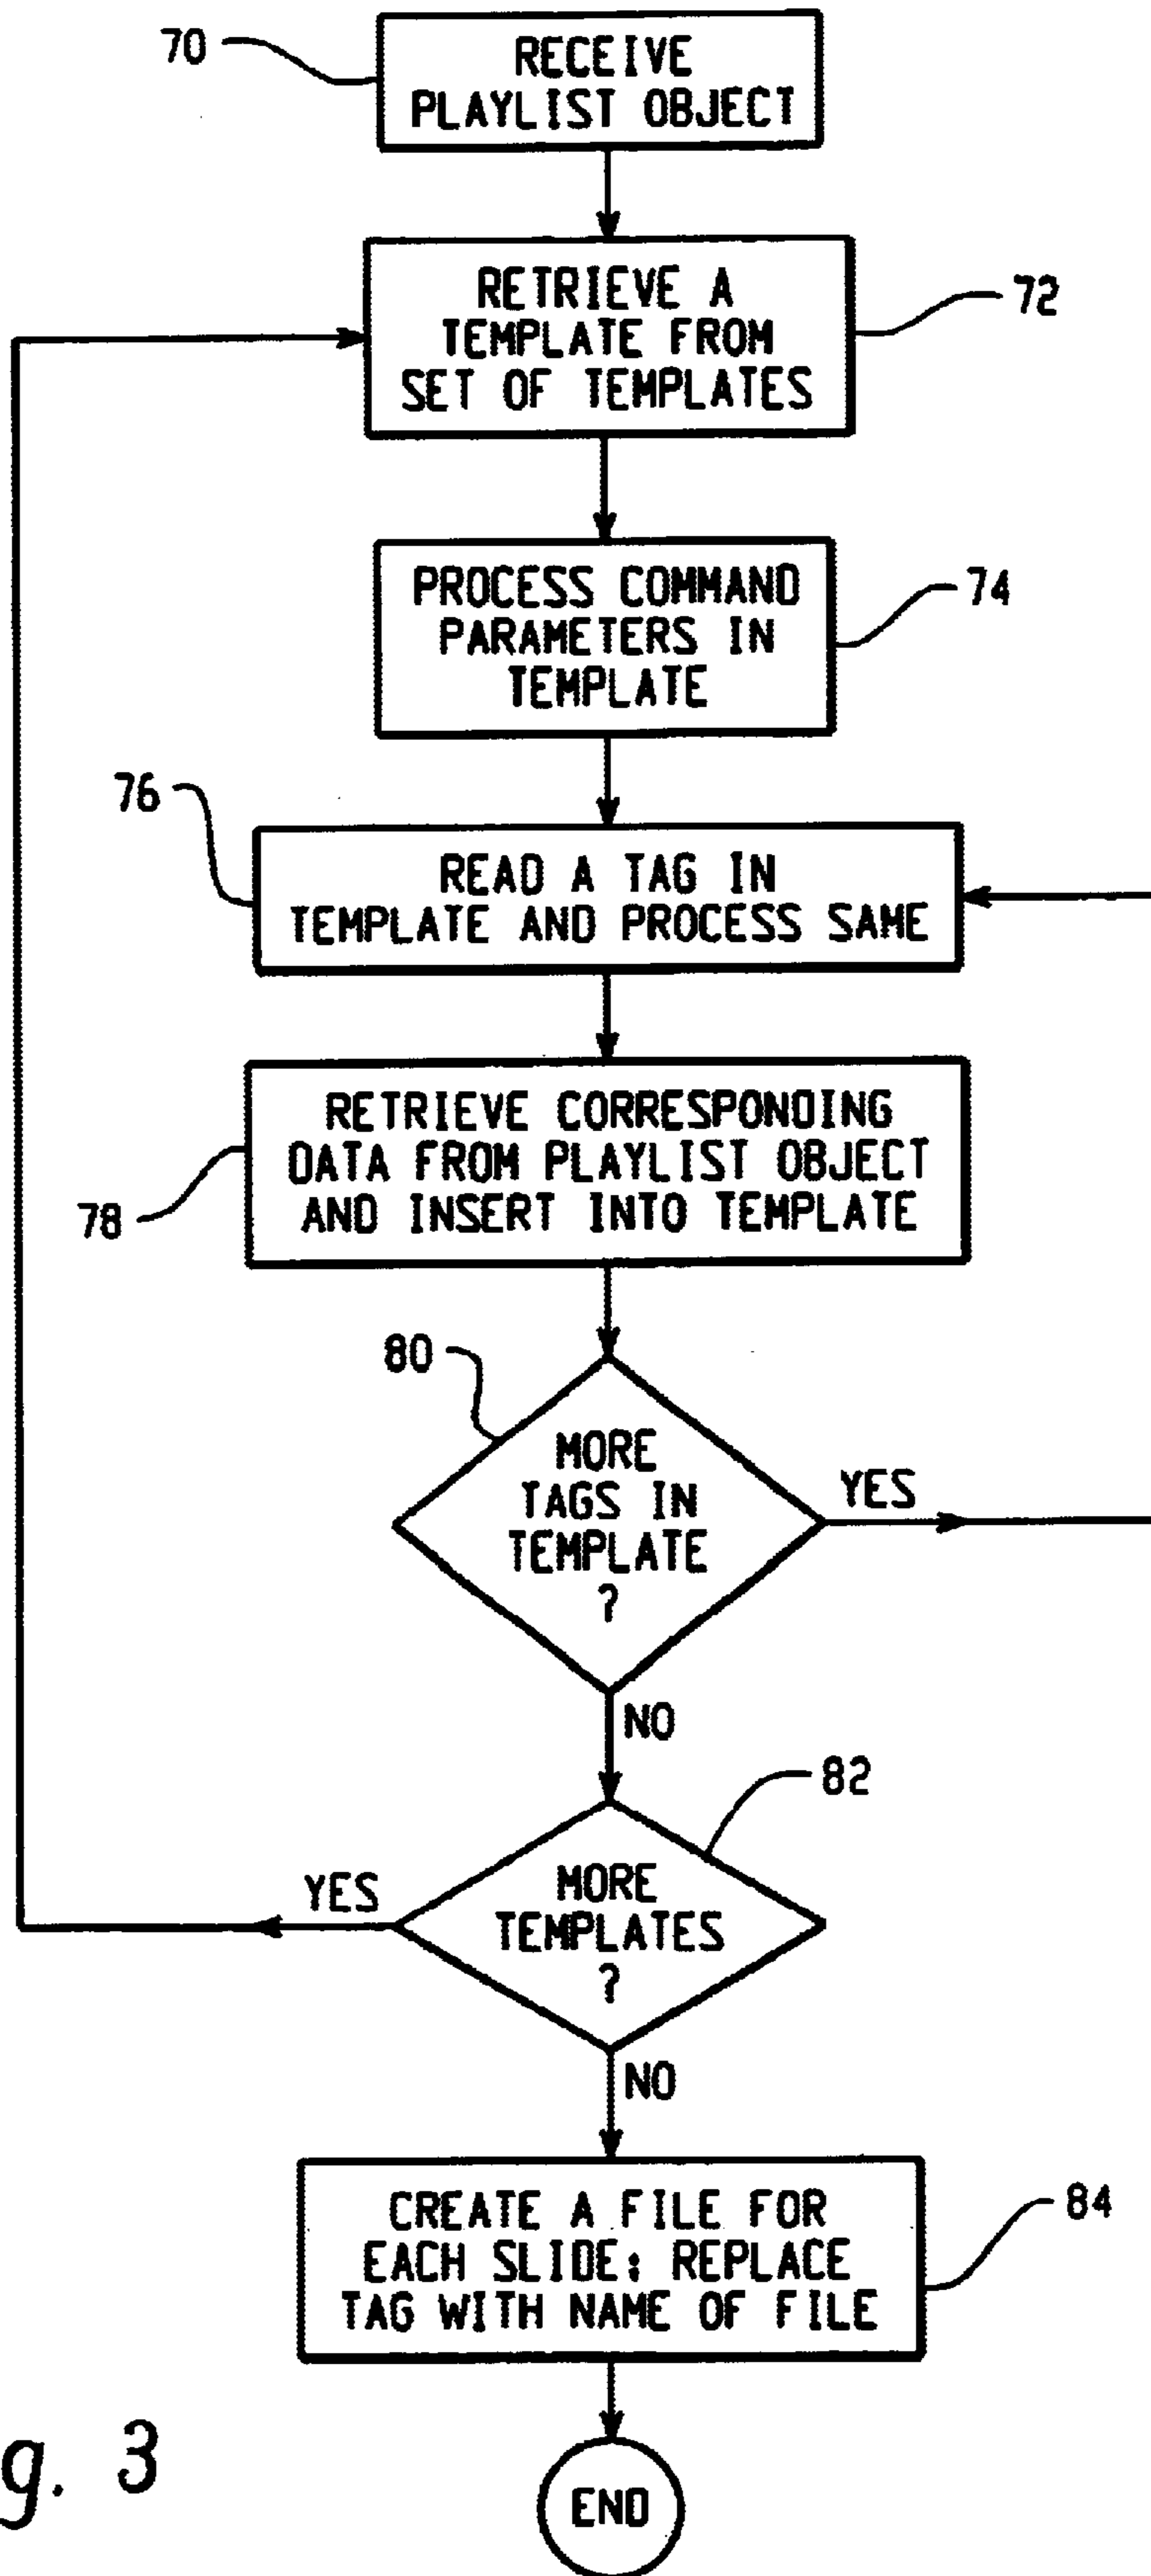 70
RECEIVE
PLAYLIST OBJECT
72
RETRIEVE A
TEMPLATE FROM
SET OF TEMPLATES
74
PROCESS COMMAND
PARAMETERS IN
TEMPLATE
76
READ A TAG IN
TEMPLATE AND PROCESS SAME
78
RETRIEVE CORRESPONDING
DATA FROM PLAYLIST OBJECT
AND INSERT INTO TEMPLATE
80
MORE
TAGS IN
TEMPLATE
?
YES
NO
82
MORE
TEMPLATES
?
YES
NO
84
CREATE A FILE FOR
EACH SLIDE; REPLACE
TAG WITH NAME OF FILE
END
g. 3